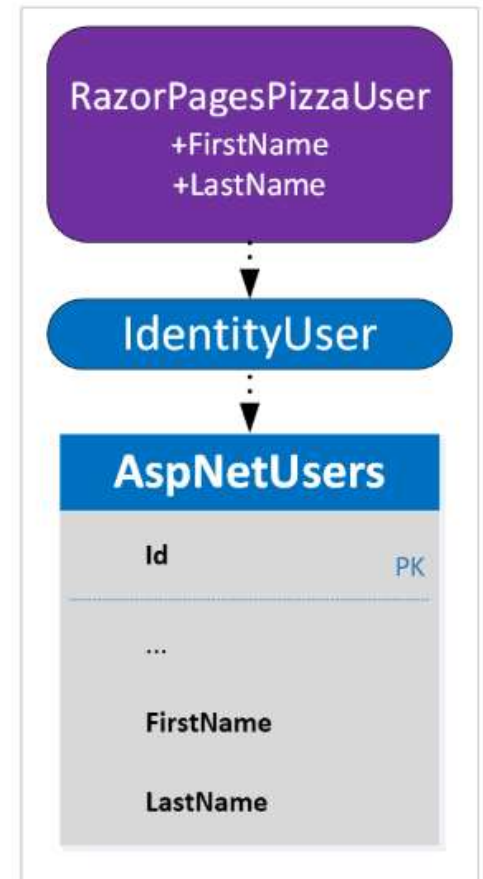 RazorPagesPizzaUser
+FirstName
+LastName
IdentityUser
AspNetUsers
Id
PK
...
FirstName
LastName